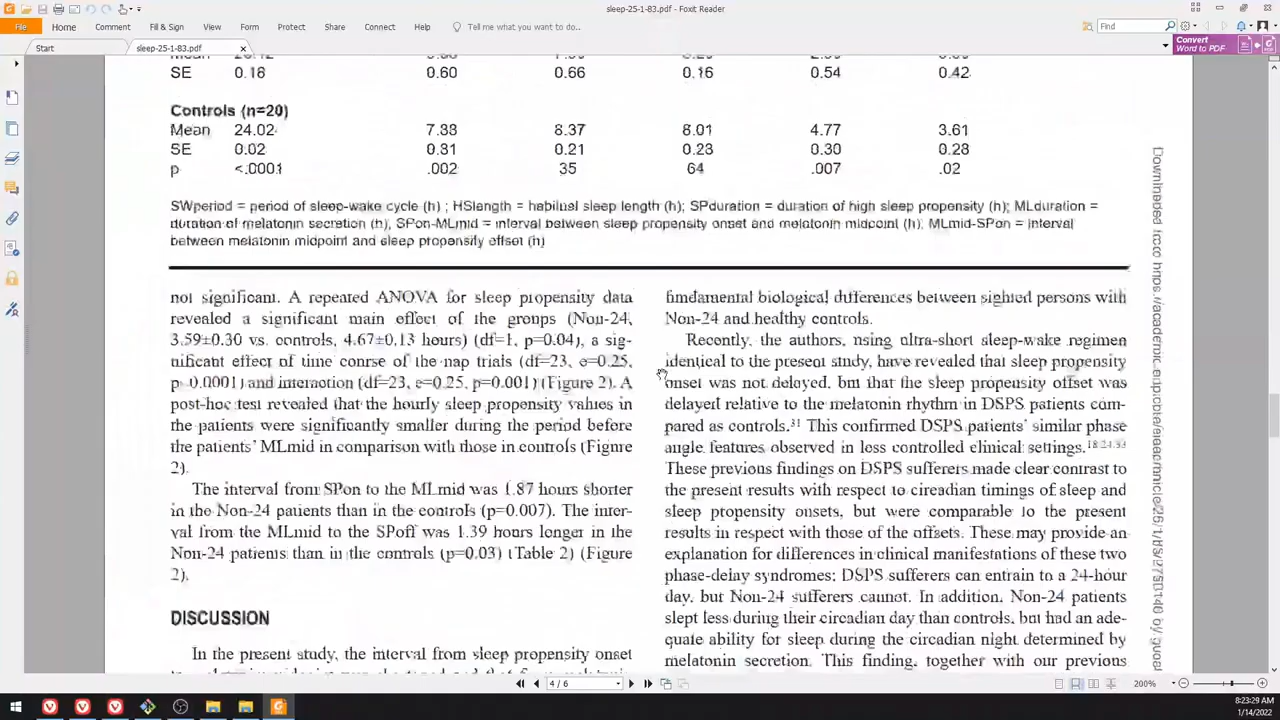 sleep-25-1-83.pdf - Foxit Reader
File Home Comment View Form Protect Share Connect Help Tell me what you want to do... Find
Convert
Word to PDF
Start sleep-25-1-83.pdf
SE 0.18 0.60 0.66 0.16 0.54 0.42
Controls (n=20)
Mean 24.02 7.38 8.37 8.01 4.77 3.61
SE 0.02 0.31 0.21 0.23 0.30 0.28
p <.0001 .002 35 64 .007 .02
SWperiod = period of sleep-wake cycle (h) ; HSlength = habitual sleep length (h); SPduration = duration of high sleep propensity (h); MLduration =
duration of melatonin secretion (h), SPon-MLmid = interval between sleep propensity onset and melatonin midpoint (h), MLmid-SPon = interval
between melatonin midpoint and sleep propensity offset (h)
not significant. A repeated ANOVA for sleep propensity data
revealed a significant main effect of the groups (Non-24,
3.59±0.30 vs. controls, 4.67±0.13 hours) (df=1, p=0.04), a sig-
nificant effect of time course of the nap trials (df=23, e=0.25,
p 0.0001) and interaction (df=23, e=0.25, p=0.001) (Figure 2). A
post-hoc test revealed that the hourly sleep propensity values in
the patients were significantly smaller during the period before
the patients' MLmid in comparison with those in controls (Figure
2).
The interval from SPon to the MLmid was 1.87 hours shorter
in the Non-24 patients than in the controls (p=0.007). The inter-
val from the MLmid to the SPoff was 1.39 hours longer in the
Non-24 patients than in the controls (p=0.03) (Table 2) (Figure
2).
DISCUSSION
In the present study, the interval from sleep propensity onset
fundamental biological differences between sighted persons with
Non-24 and healthy controls.
Recently, the authors, using ultra-short sleep-wake regimen
identical to the present study, have revealed that sleep propensity
onset was not delayed, but that the sleep propensity offset was
delayed relative to the melatonin rhythm in DSPS patients com-
pared as controls.31 This confirmed DSPS patients' similar phase
angle features observed in less controlled clinical settings.
These previous findings on DSPS sufferers made clear contrast to
the present results with respect to circadian timings of sleep and
sleep propensity onsets, but were comparable to the present
results in respect with those of the offsets. These may provide an
explanation for differences in clinical manifestations of these two
phase-delay syndromes; DSPS sufferers can entrain to a 24-hour
day, but Non-24 sufferers cannot. In addition, Non-24 patients
slept less during their circadian day than controls, but had an ade-
quate ability for sleep during the circadian night determined by
melatonin secretion. This finding, together with our previous
Downloaded from
4 / 6 200%
8:23:29 AM
1/14/2022